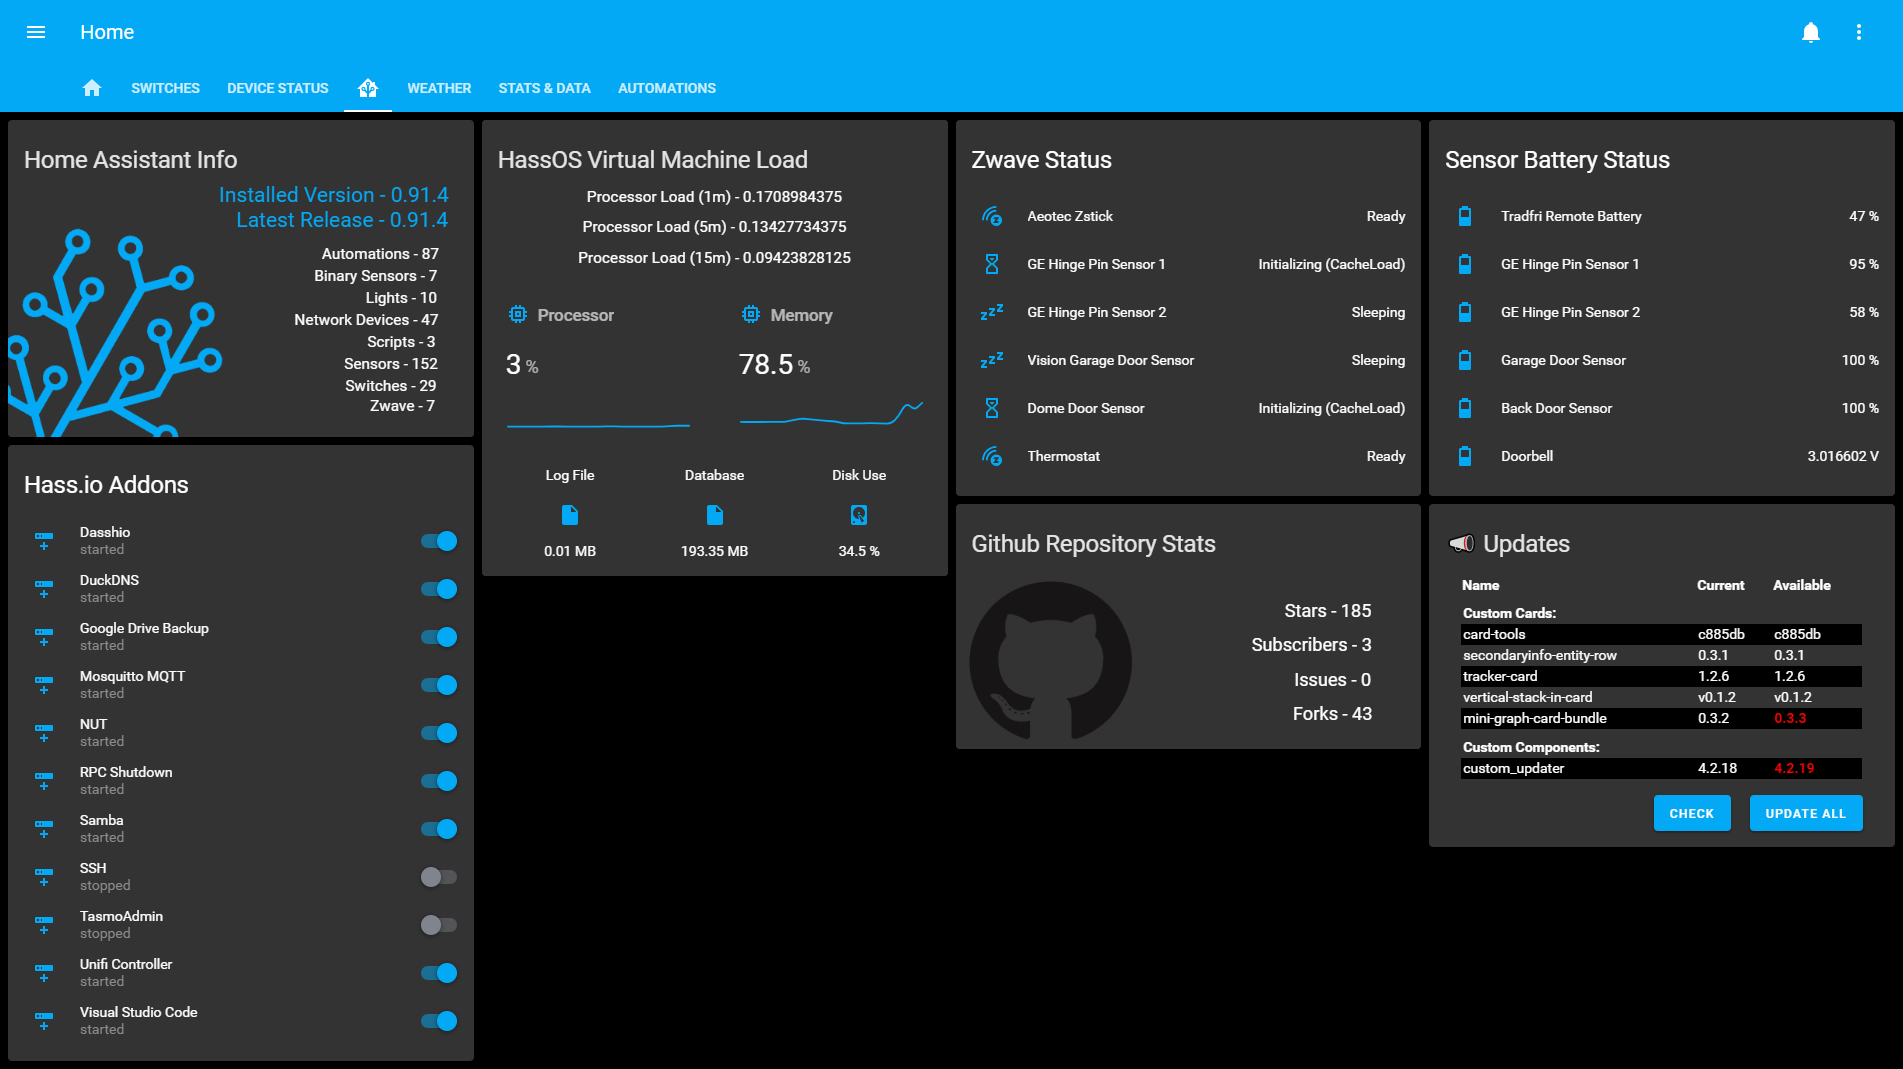 Home
SWITCHES
DEVICE STATUS
WEATHER
STATS & DATA
AUTOMATIONS
Home Assistant Info
Installed Version - 0.91.4
Latest Release - 0.91.4
Automations - 87
Binary Sensors - 7
Lights - 10
Network Devices - 47
Scripts - 3
Sensors - 152
Switches - 29
Zwave - 7
Hass.io Addons
Dasshio
started
DuckDNS
started
Google Drive Backup
started
Mosquitto MQTT
started
NUT
started
RPC Shutdown
started
Samba
started
SSH
stopped
TasmoAdmin
stopped
Unifi Controller
started
Visual Studio Code
started
HassOS Virtual Machine Load
Processor Load (1m) - 0.1708984375
Processor Load (5m) - 0.13427734375
Processor Load (15m) - 0.09423828125
Processor Memory
3 % 78.5 %
Log File Database Disk Use
0.01 MB 193.35 MB 34.5 %
Zwave Status
Aeotec Zstick Ready
GE Hinge Pin Sensor 1 Initializing (CacheLoad)
GE Hinge Pin Sensor 2 Sleeping
Vision Garage Door Sensor Sleeping
Dome Door Sensor Initializing (CacheLoad)
Thermostat Ready
Github Repository Stats
Stars - 185
Subscribers - 3
Issues - 0
Forks - 43
Sensor Battery Status
Tradfri Remote Battery 47 %
GE Hinge Pin Sensor 1 95 %
GE Hinge Pin Sensor 2 58 %
Garage Door Sensor 100 %
Back Door Sensor 100 %
Doorbell 3.016602 V
Updates
Name Current Available
Custom Cards:
card-tools c885db c885db
secondaryinfo-entity-row 0.3.1 0.3.1
tracker-card 1.2.6 1.2.6
vertical-stack-in-card v0.1.2 v0.1.2
mini-graph-card-bundle 0.3.2 0.3.3
Custom Components:
custom_updater 4.2.18 4.2.19
CHECK UPDATE ALL